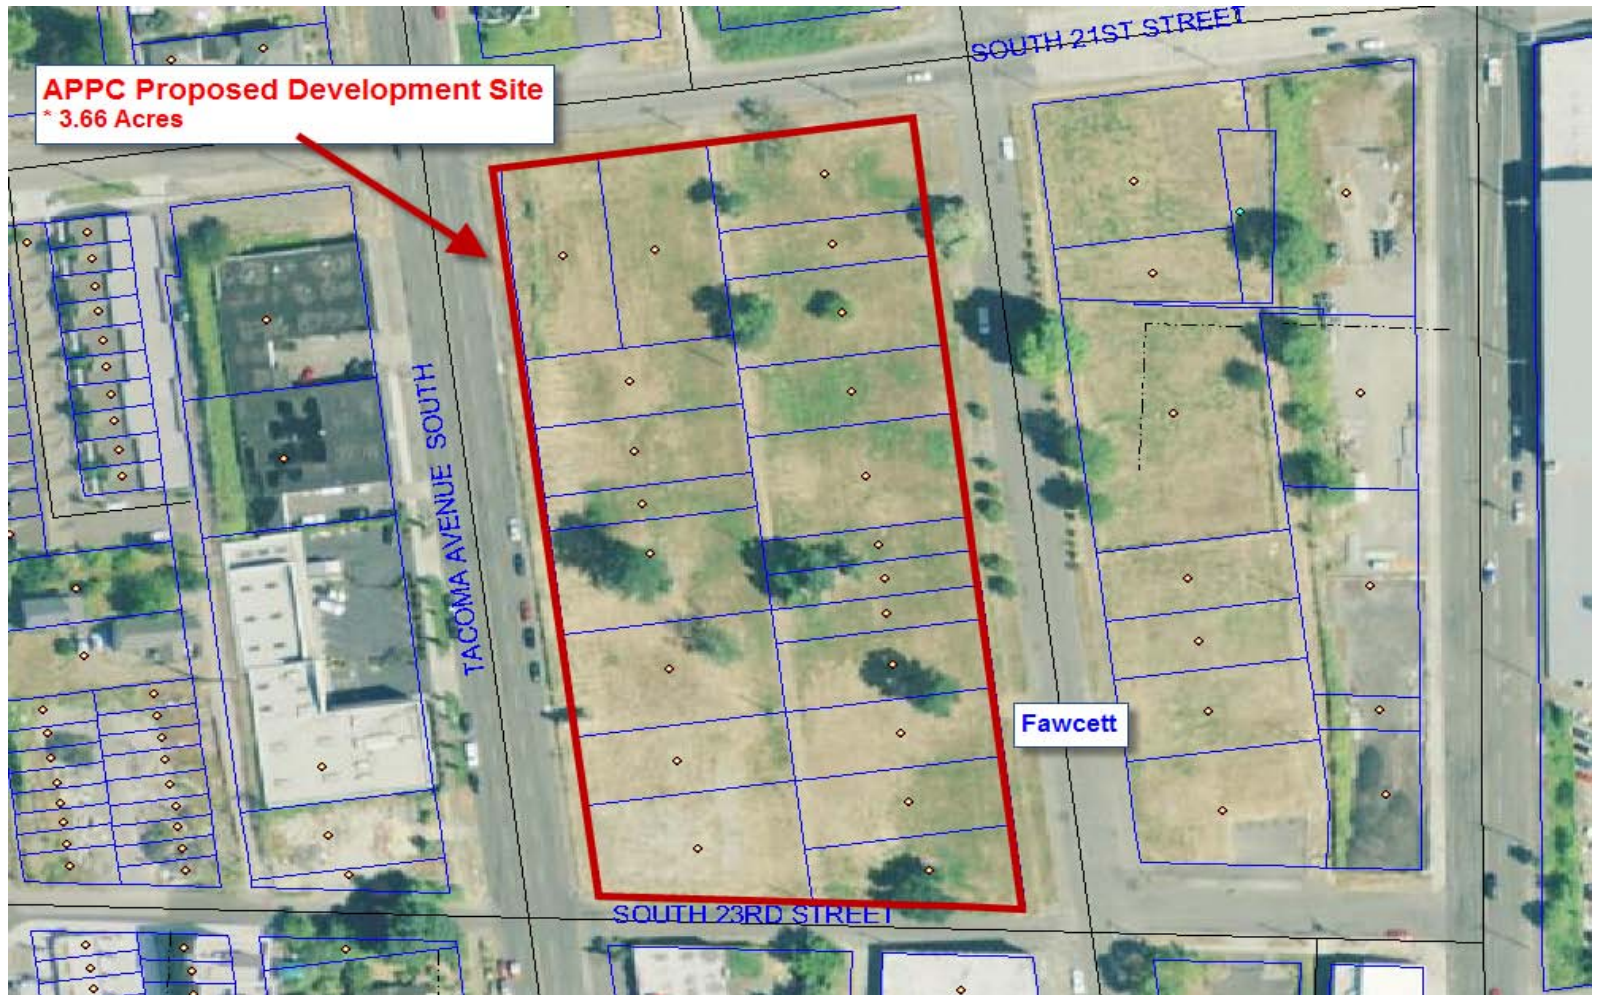 SOUTH 21ST STREET
APPC Proposed Development Site
* 3.66 Acres
TACOMA AVENUE SOUTH
Fawcett
SOUTH 23RD STREET